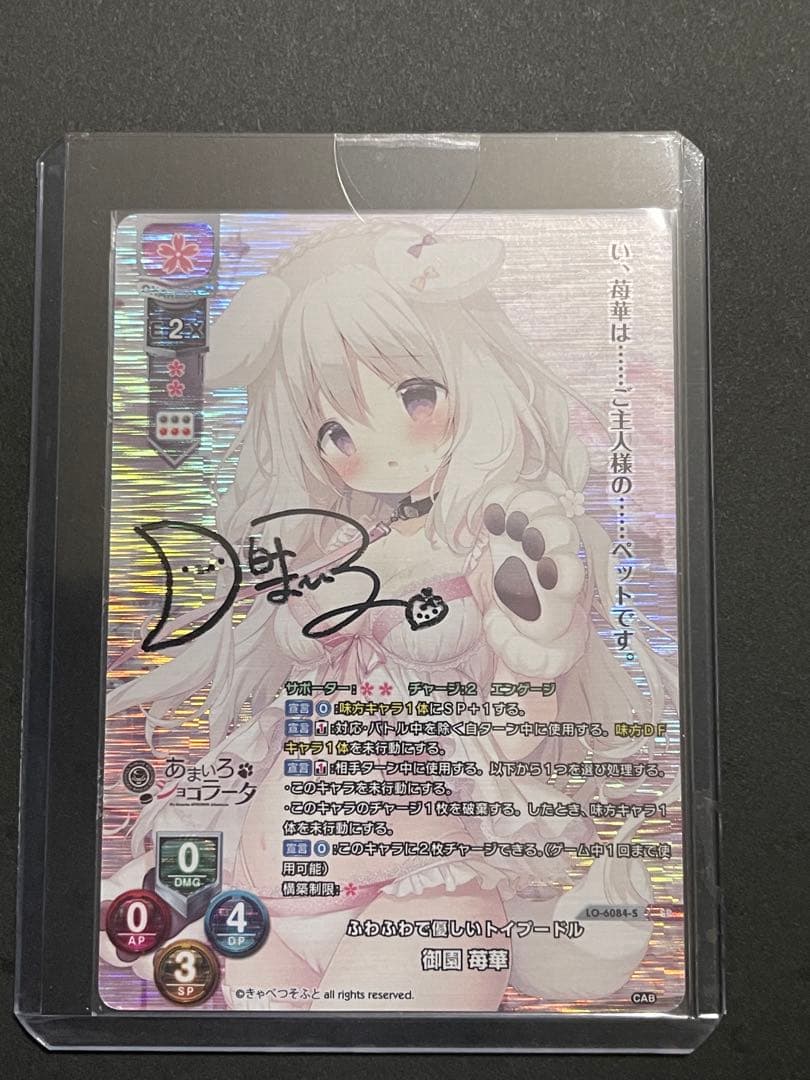 い、苺華は……ご主人様の……ペットです。
E 2 X
サポーター: チャージ:2 エンゲージ
宣言 0 :味方キャラ1体にSP+1する。
宣言 :対応・バトル中を除く自ターン中に使用する。味方DF
キャラ1体を未行動にする。
宣言 :相手ターン中に使用する。以下から1つを選び処理する。
・このキャラを未行動にする。
・このキャラのチャージ1枚を破棄する。したとき、味方キャラ1
体を未行動にする。
宣言 0 :このキャラに2枚チャージできる。(ゲーム中1回まで使
用可能)
構築制限:
あまいろ
ショコラータ
0
DMG
0
AP
4
DP
3
SP
LO-6084-S
ふわふわで優しいトイプードル
御園 苺華
©きゃべつそふと all rights reserved.
CAB